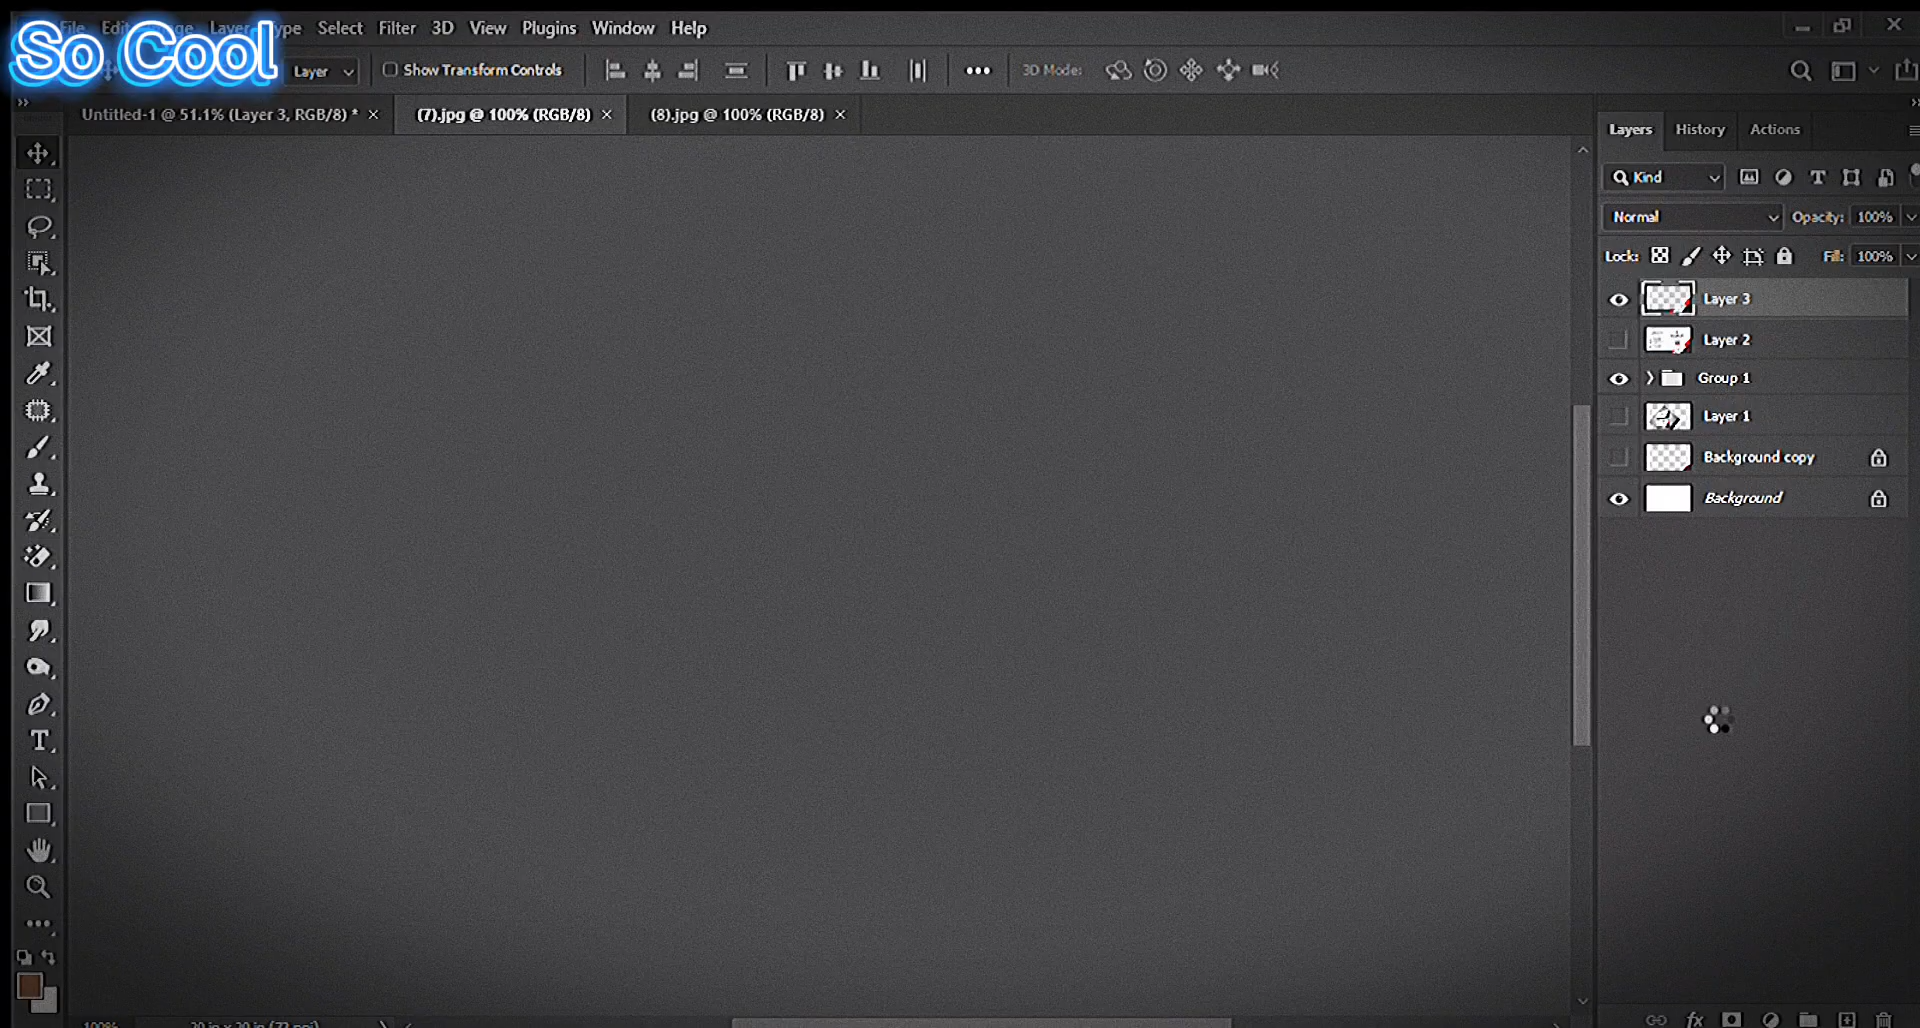 So Cool
File Edit Image Layer Type Select Filter 3D View Plugins Window Help
Layer Show Transform Controls 3D Mode:
Untitled-1 @ 51.1% (Layer 3, RGB/8) * × (7).jpg @ 100% (RGB/8) × (8).jpg @ 100% (RGB/8) ×
Layers History Actions
Kind
Normal Opacity: 100%
Lock: Fill: 100%
Layer 3
Layer 2
Group 1
Layer 1
Background copy
Background
fx
100% 20 in x 20 in (72 ppi)